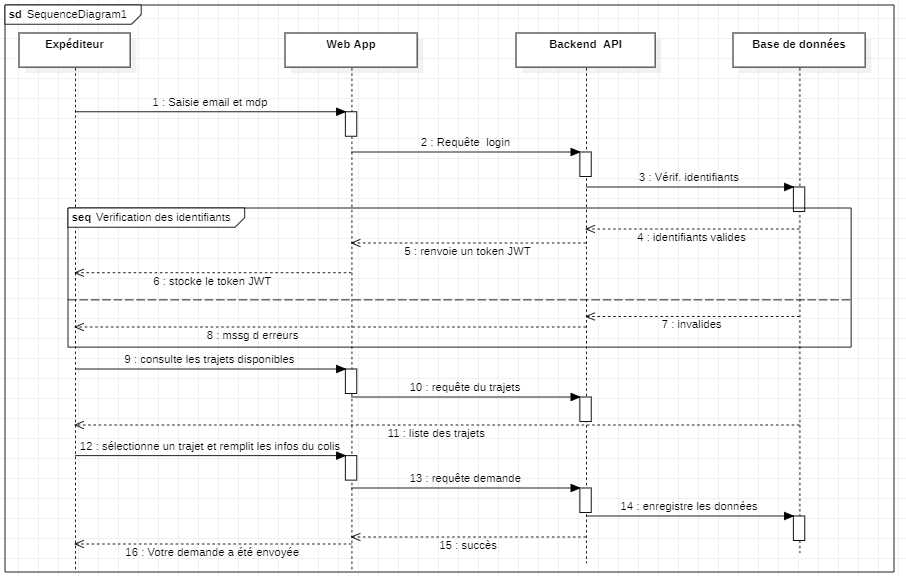 sd SequenceDiagram1
Expéditeur
Web App
Backend API
Base de données
1 : Saisie email et mdp
2 : Requête login
3 : Vérif. identifiants
seq Verification des identifiants
4 : identifiants valides
5 : renvoie un token JWT
6 : stocke le token JWT
7 : invalides
8 : mssg d erreurs
9 : consulte les trajets disponibles
10 : requête du trajets
11 : liste des trajets
12 : sélectionne un trajet et remplit les infos du colis
13 : requête demande
14 : enregistre les données
15 : succès
16 : Votre demande a été envoyée